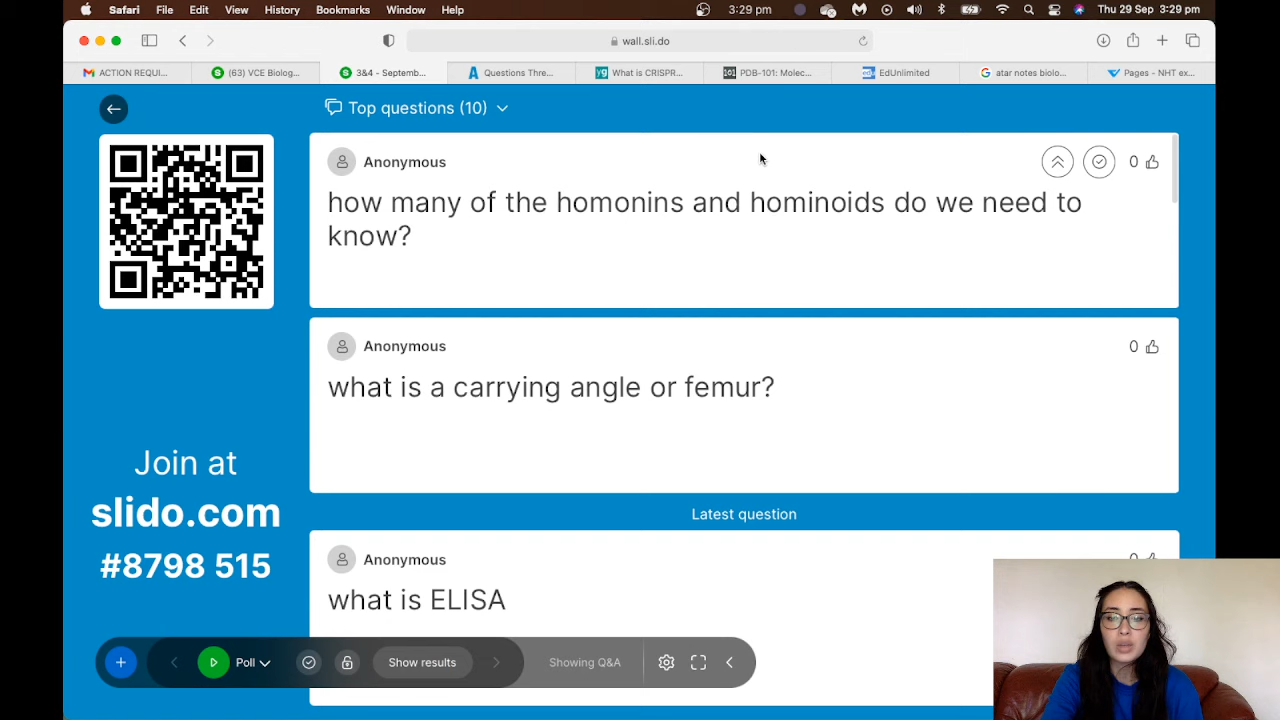 Safari File Edit View History Bookmarks Window Help 3:29 pm Thu 29 Sep 3:29 pm
wall.sli.do
ACTION REQUI... (63) VCE Biolog... 3&4 - Septemb... Questions Thre... What is CRISPR... PDB-101: Molec... EdUnlimited atar notes biolo... Pages - NHT ex...
Top questions (10)
Anonymous 0
how many of the homonins and hominoids do we need to
know?
Anonymous 0
what is a carrying angle or femur?
Latest question
Anonymous 0
what is ELISA
Join at
slido.com
#8798 515
Poll Show results Showing Q&A